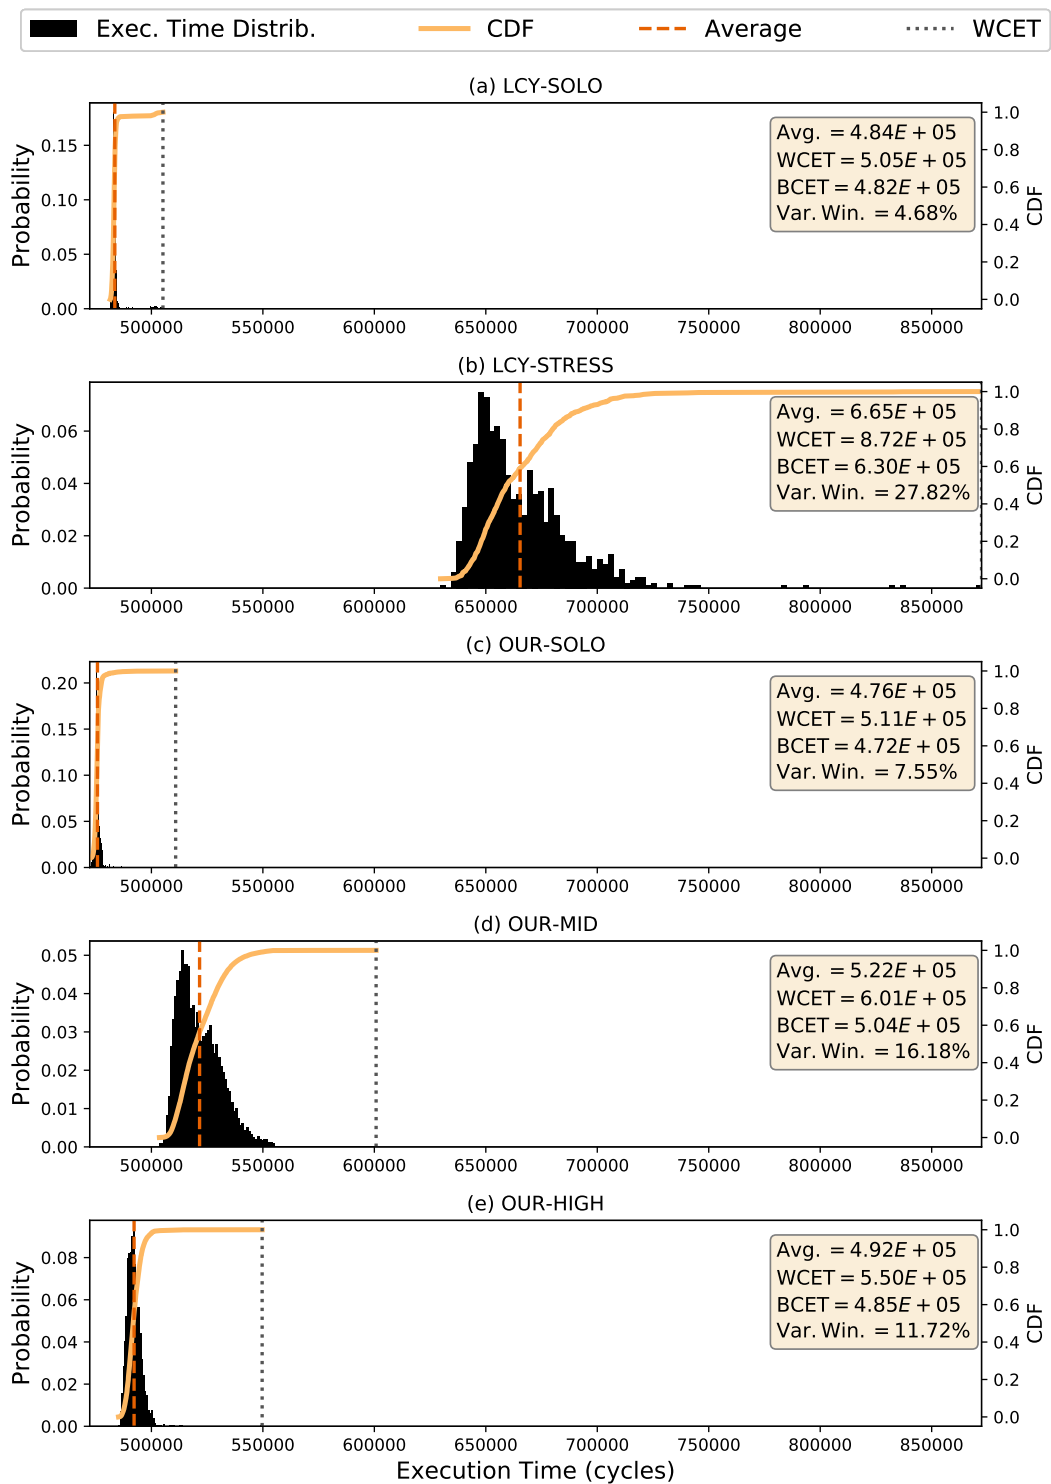 Exec. Time Distrib. CDF Average WCET
(a) LCY-SOLO
Probability
0.15
0.10
0.05
0.00
500000 550000 600000 650000 700000 750000 800000 850000
Avg. = 4.84E + 05
WCET = 5.05E + 05
BCET = 4.82E + 05
Var. Win. = 4.68%
1.0
0.8
0.6
0.4
0.2
0.0
CDF
(b) LCY-STRESS
Probability
0.06
0.04
0.02
0.00
500000 550000 600000 650000 700000 750000 800000 850000
Avg. = 6.65E + 05
WCET = 8.72E + 05
BCET = 6.30E + 05
Var. Win. = 27.82%
1.0
0.8
0.6
0.4
0.2
0.0
CDF
(c) OUR-SOLO
Probability
0.20
0.15
0.10
0.05
0.00
500000 550000 600000 650000 700000 750000 800000 850000
Avg. = 4.76E + 05
WCET = 5.11E + 05
BCET = 4.72E + 05
Var. Win. = 7.55%
1.0
0.8
0.6
0.4
0.2
0.0
CDF
(d) OUR-MID
Probability
0.05
0.04
0.03
0.02
0.01
0.00
500000 550000 600000 650000 700000 750000 800000 850000
Avg. = 5.22E + 05
WCET = 6.01E + 05
BCET = 5.04E + 05
Var. Win. = 16.18%
1.0
0.8
0.6
0.4
0.2
0.0
CDF
(e) OUR-HIGH
Probability
0.08
0.06
0.04
0.02
0.00
500000 550000 600000 650000 700000 750000 800000 850000
Avg. = 4.92E + 05
WCET = 5.50E + 05
BCET = 4.85E + 05
Var. Win. = 11.72%
1.0
0.8
0.6
0.4
0.2
0.0
CDF
Execution Time (cycles)